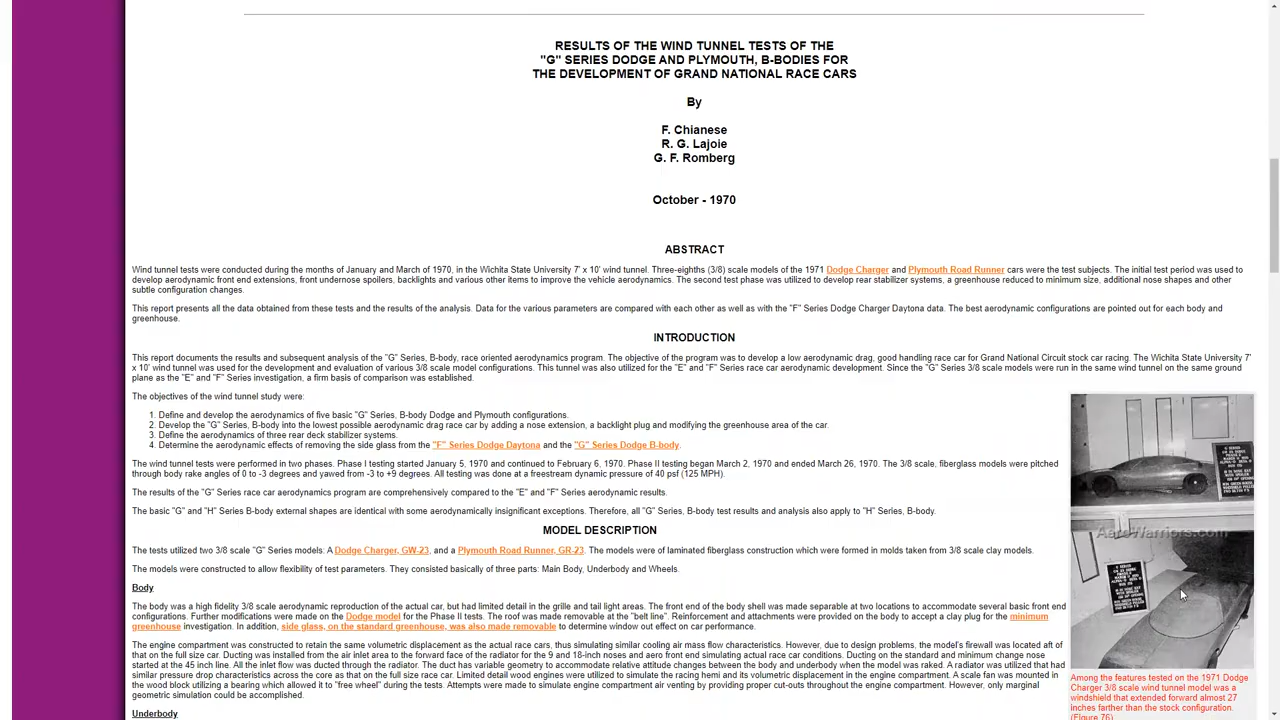 RESULTS OF THE WIND TUNNEL TESTS OF THE
"G" SERIES DODGE AND PLYMOUTH, B-BODIES FOR
THE DEVELOPMENT OF GRAND NATIONAL RACE CARS
By
F. Chianese
R. G. Lajoie
G. F. Romberg
October - 1970
ABSTRACT
Wind tunnel tests were conducted during the months of January and March of 1970, in the Wichita State University 7' x 10' wind tunnel. Three-eighths (3/8) scale models of the 1971 Dodge Charger and Plymouth Road Runner cars were the test subjects. The initial test period was used to
develop aerodynamic front end extensions, front undernose spoilers, backlights and various other items to improve the vehicle aerodynamics. The second test phase was utilized to develop rear stabilizer systems, a greenhouse reduced to minimum size, additional nose shapes and other
subtle configuration changes.
This report presents all the data obtained from these tests and the results of the analysis. Data for the various parameters are compared with each other as well as with the "F" Series Dodge Charger Daytona data. The best aerodynamic configurations are pointed out for each body and
greenhouse.
INTRODUCTION
This report documents the results and subsequent analysis of the "G" Series, B-body, race oriented aerodynamics program. The objective of the program was to develop a low aerodynamic drag, good handling race car for Grand National Circuit stock car racing. The Wichita State University 7'
x 10' wind tunnel was used for the development and evaluation of various 3/8 scale model configurations. This tunnel was also utilized for the "E" and "F" Series race car aerodynamic development. Since the "G" Series 3/8 scale models were run in the same wind tunnel on the same ground
plane as the "E" and "F" Series investigation, a firm basis of comparison was established.
The objectives of the wind tunnel study were:
1. Define and develop the aerodynamics of five basic "G" Series, B-body Dodge and Plymouth configurations.
2. Develop the "G" Series, B-body into the lowest possible aerodynamic drag race car by adding a nose extension, a backlight plug and modifying the greenhouse area of the car.
3. Define the aerodynamics of three rear deck stabilizer systems.
4. Determine the aerodynamic effects of removing the side glass from the "F" Series Dodge Daytona and the "G" Series Dodge B-body.
The wind tunnel tests were performed in two phases. Phase I testing started January 5, 1970 and continued to February 6, 1970. Phase II testing began March 2, 1970 and ended March 26, 1970. The 3/8 scale, fiberglass models were pitched
through body rake angles of 0 to -3 degrees and yawed from -3 to +9 degrees. All testing was done at a freestream dynamic pressure of 40 psf (125 MPH).
The results of the "G" Series race car aerodynamics program are comprehensively compared to the "E" and "F" Series aerodynamic results.
The basic "G" and "H" Series B-body external shapes are identical with some aerodynamically insignificant exceptions. Therefore, all "G" Series, B-body test results and analysis also apply to "H" Series, B-body.
MODEL DESCRIPTION
The tests utilized two 3/8 scale "G" Series models. A Dodge Charger, GW-23, and a Plymouth Road Runner, GR-23. The models were of laminated fiberglass construction which were formed in molds taken from 3/8 scale clay models.
The models were constructed to allow flexibility of test parameters. They consisted basically of three parts: Main Body, Underbody and Wheels.
Body
The body was a high fidelity 3/8 scale aerodynamic reproduction of the actual car, but had limited detail in the grille and tail light areas. The front end of the body shell was made separable at two locations to accommodate several basic front end
configurations. Further modifications were made on the Dodge model for the Phase II tests. The roof was made removable at the "belt line". Reinforcement and attachments were provided on the body to accept a clay plug for the minimum
greenhouse investigation. In addition, side glass, on the standard greenhouse, was also made removable to determine window out effect on car performance.
The engine compartment was constructed to retain the same volumetric displacement as the actual race cars, thus simulating similar cooling air mass flow characteristics. However, due to design problems, the model's firewall was located aft of
that on the full size car. Ducting was installed from the air inlet area to the forward face of the radiator for the 9 and 18-inch noses and aero front end simulating actual race car conditions. Ducting on the standard and minimum change nose
started at the 45 inch line. All the inlet flow was ducted through the radiator. The duct has variable geometry to accommodate relative attitude changes between the body and underbody when the model was raked. A radiator was utilized that had
similar pressure drop characteristics across the core as that on the full size race car. Limited detail wood engines were utilized to simulate the racing hemi and its volumetric displacement in the engine compartment. A scale fan was mounted in
the wood block utilizing a bearing which allowed it to "free wheel" during the tests. Attempts were made to simulate engine compartment air venting by providing proper cut-outs throughout the engine compartment. However, only marginal
geometric simulation could be accomplished.
Underbody
AeroWarriors.com
Among the features tested on the 1971 Dodge
Charger 3/8 scale wind tunnel model was a
windshield that extended forward almost 27
inches farther than the stock configuration.
(Figure 76)